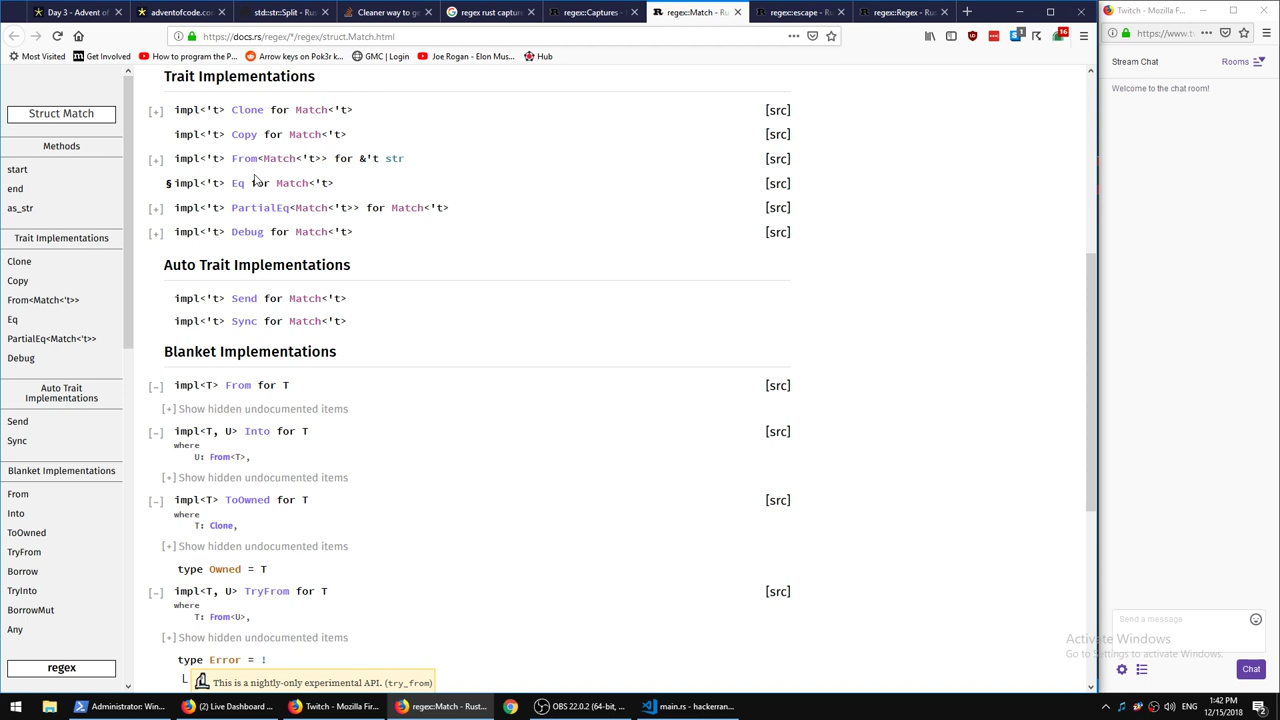 Day 3 - Advent of
adventofcode.co
std::str::Split - Rus
Cleaner way to ge
regex rust capture
regex::Captures -
regex::Match - Rus
regex::escape - Rus
regex::Regex - Rus
Twitch - Mozilla F...
https://docs.rs/regex/*/regex/struct.Match.html
https://www.t
Most Visited
Get Involved
How to program the P...
Arrow keys on Pok3r k...
GMC | Login
Joe Rogan - Elon Mus...
Hub
Stream Chat
Rooms
Welcome to the chat room!
Struct Match
Methods
start
end
as_str
Trait Implementations
Clone
Copy
From<Match<'t>>
Eq
PartialEq<Match<'t>>
Debug
Auto Trait
Implementations
Send
Sync
Blanket Implementations
From
Into
ToOwned
TryFrom
Borrow
TryInto
BorrowMut
Any
regex
Trait Implementations
[+] impl<'t> Clone for Match<'t> [src]
impl<'t> Copy for Match<'t> [src]
[+] impl<'t> From<Match<'t>> for &'t str [src]
§ impl<'t> Eq for Match<'t> [src]
[+] impl<'t> PartialEq<Match<'t>> for Match<'t> [src]
[+] impl<'t> Debug for Match<'t> [src]
Auto Trait Implementations
impl<'t> Send for Match<'t>
impl<'t> Sync for Match<'t>
Blanket Implementations
[-] impl<T> From for T [src]
[+] Show hidden undocumented items
[-] impl<T, U> Into for T [src]
where
U: From<T>,
[+] Show hidden undocumented items
[-] impl<T> ToOwned for T [src]
where
T: Clone,
[+] Show hidden undocumented items
type Owned = T
[-] impl<T, U> TryFrom for T [src]
where
T: From<U>,
[+] Show hidden undocumented items
type Error = !
This is a nightly-only experimental API. (try_from)
Send a message
Activate Windows
Go to Settings to activate Windows.
Chat
Administrator: Win...
(2) Live Dashboard ...
Twitch - Mozilla Fir...
regex::Match - Rust...
OBS 22.0.2 (64-bit, ...
main.rs - hackerran...
1:42 PM
12/15/2018